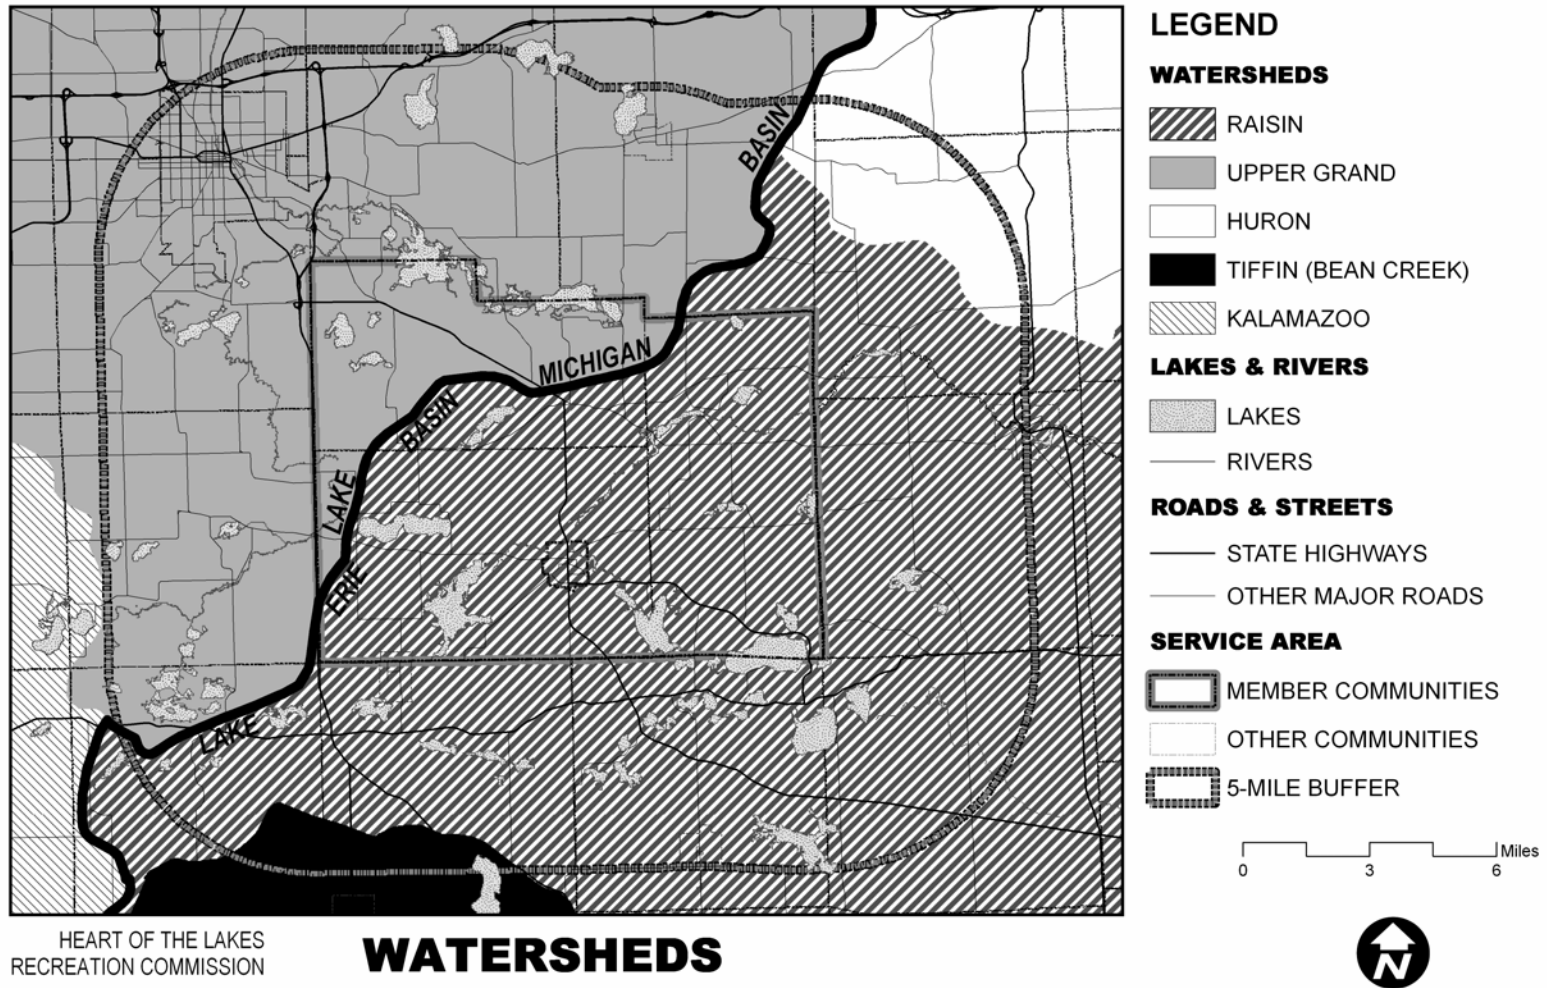 BASIN
MICHIGAN
BASIN
LAKE
ERIE
LAKE
LEGEND
WATERSHEDS
RAISIN
UPPER GRAND
HURON
TIFFIN (BEAN CREEK)
KALAMAZOO
LAKES & RIVERS
LAKES
RIVERS
ROADS & STREETS
STATE HIGHWAYS
OTHER MAJOR ROADS
SERVICE AREA
MEMBER COMMUNITIES
OTHER COMMUNITIES
5-MILE BUFFER
Miles
0 3 6
N
HEART OF THE LAKES
RECREATION COMMISSION
WATERSHEDS